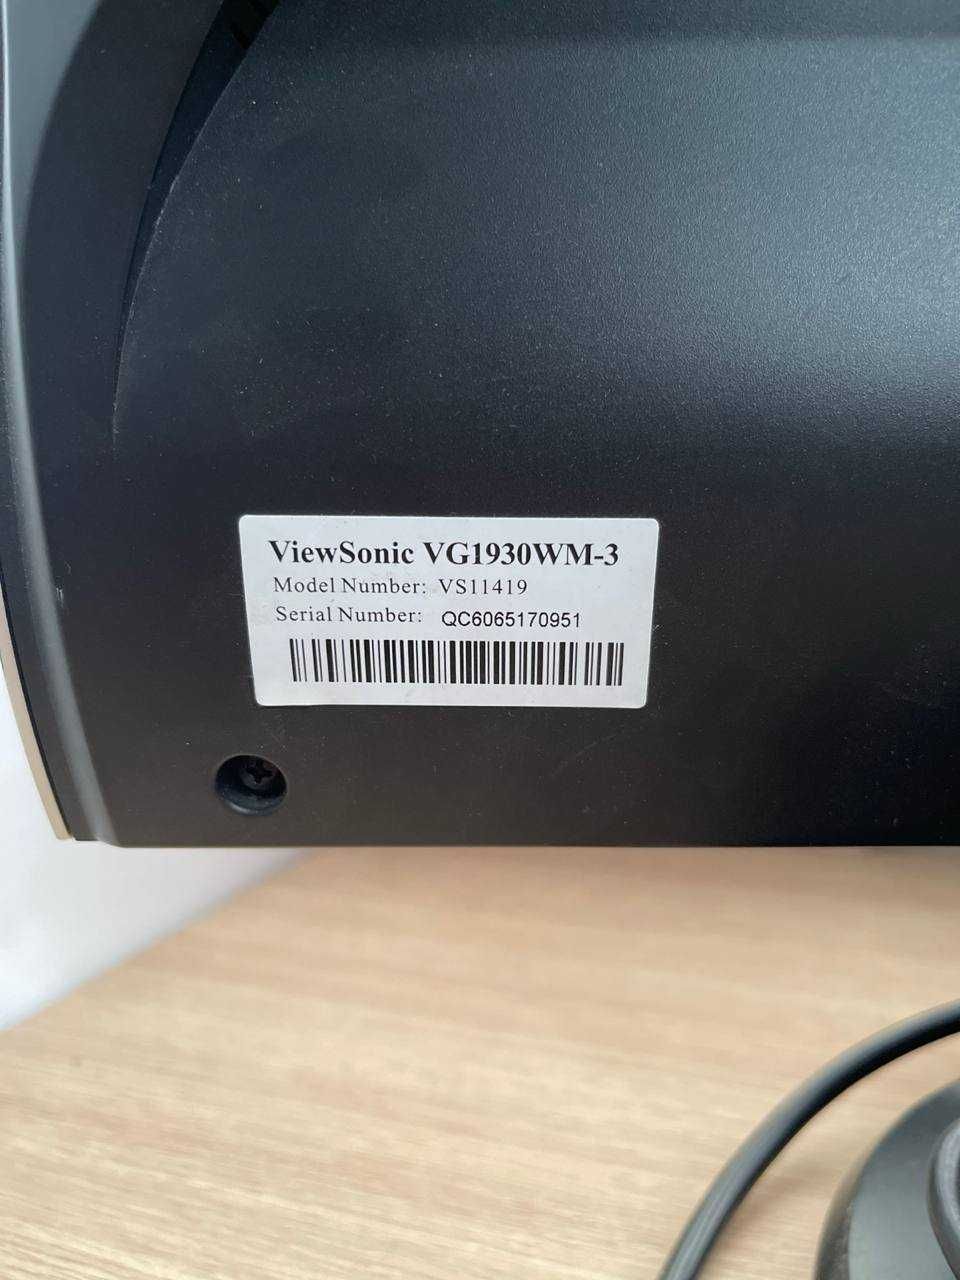 ViewSonic VG1930WM-3
Model Number: VS11419
Serial Number: QC6065170951